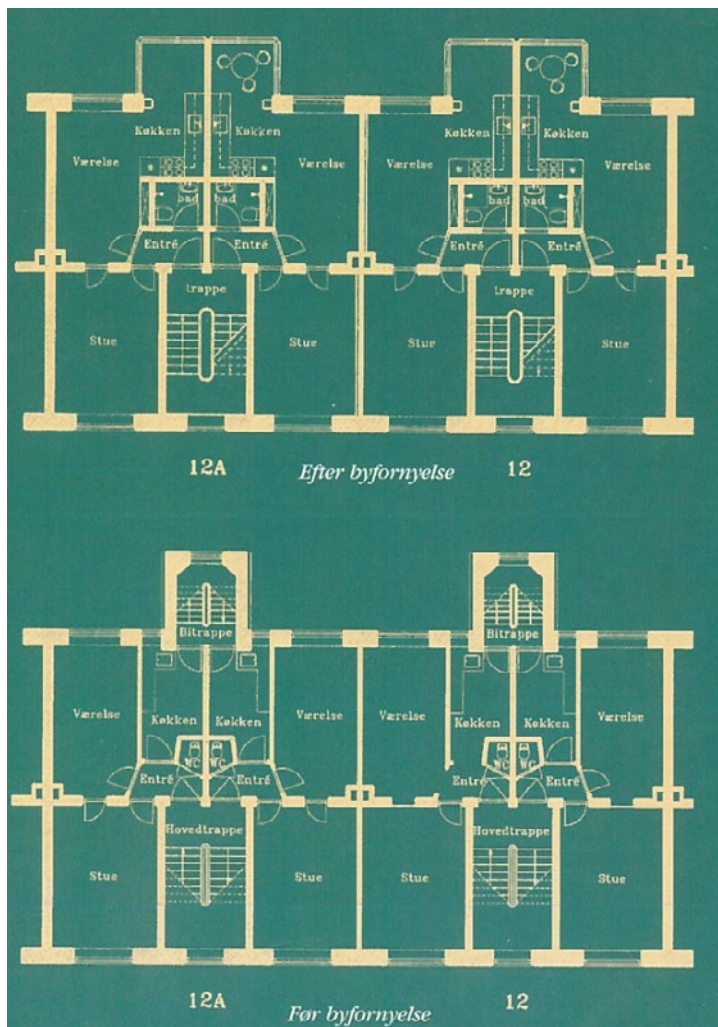 Køkken Køkken Køkken Køkken
Værelse Værelse Værelse Værelse
bad bad bad bad
Entré Entré Entré Entré
trappe trappe
Stue Stue Stue Stue
12A Efter byfornyelse 12
Bitrappe Bitrappe
Værelse Køkken Køkken Værelse Værelse Køkken Køkken Værelse
WC WC WC WC
Entré Entré Entré Entré
Hovedtrappe Hovedtrappe
Stue Stue Stue Stue
12A 12
Før byfornyelse